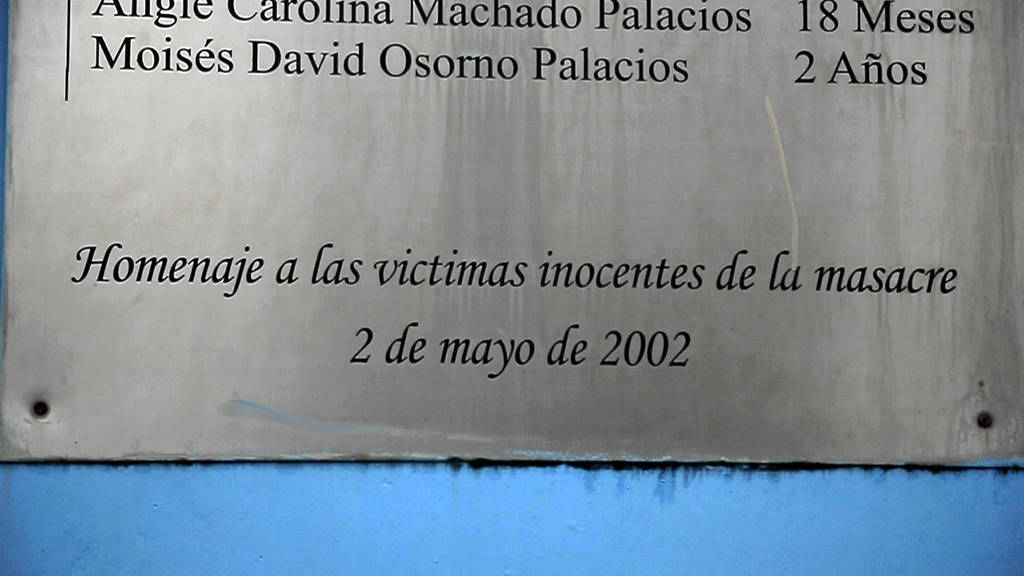 Angie Carolina Machado Palacios 18 Meses
Moisés David Osorno Palacios 2 Años
Homenaje a las victimas inocentes de la masacre
2 de mayo de 2002